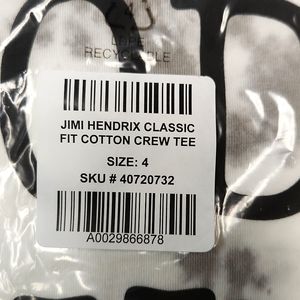 RECYCLABLE
JIMI HENDRIX CLASSIC
FIT COTTON CREW TEE
SIZE: 4
SKU # 40720732
A0029866878